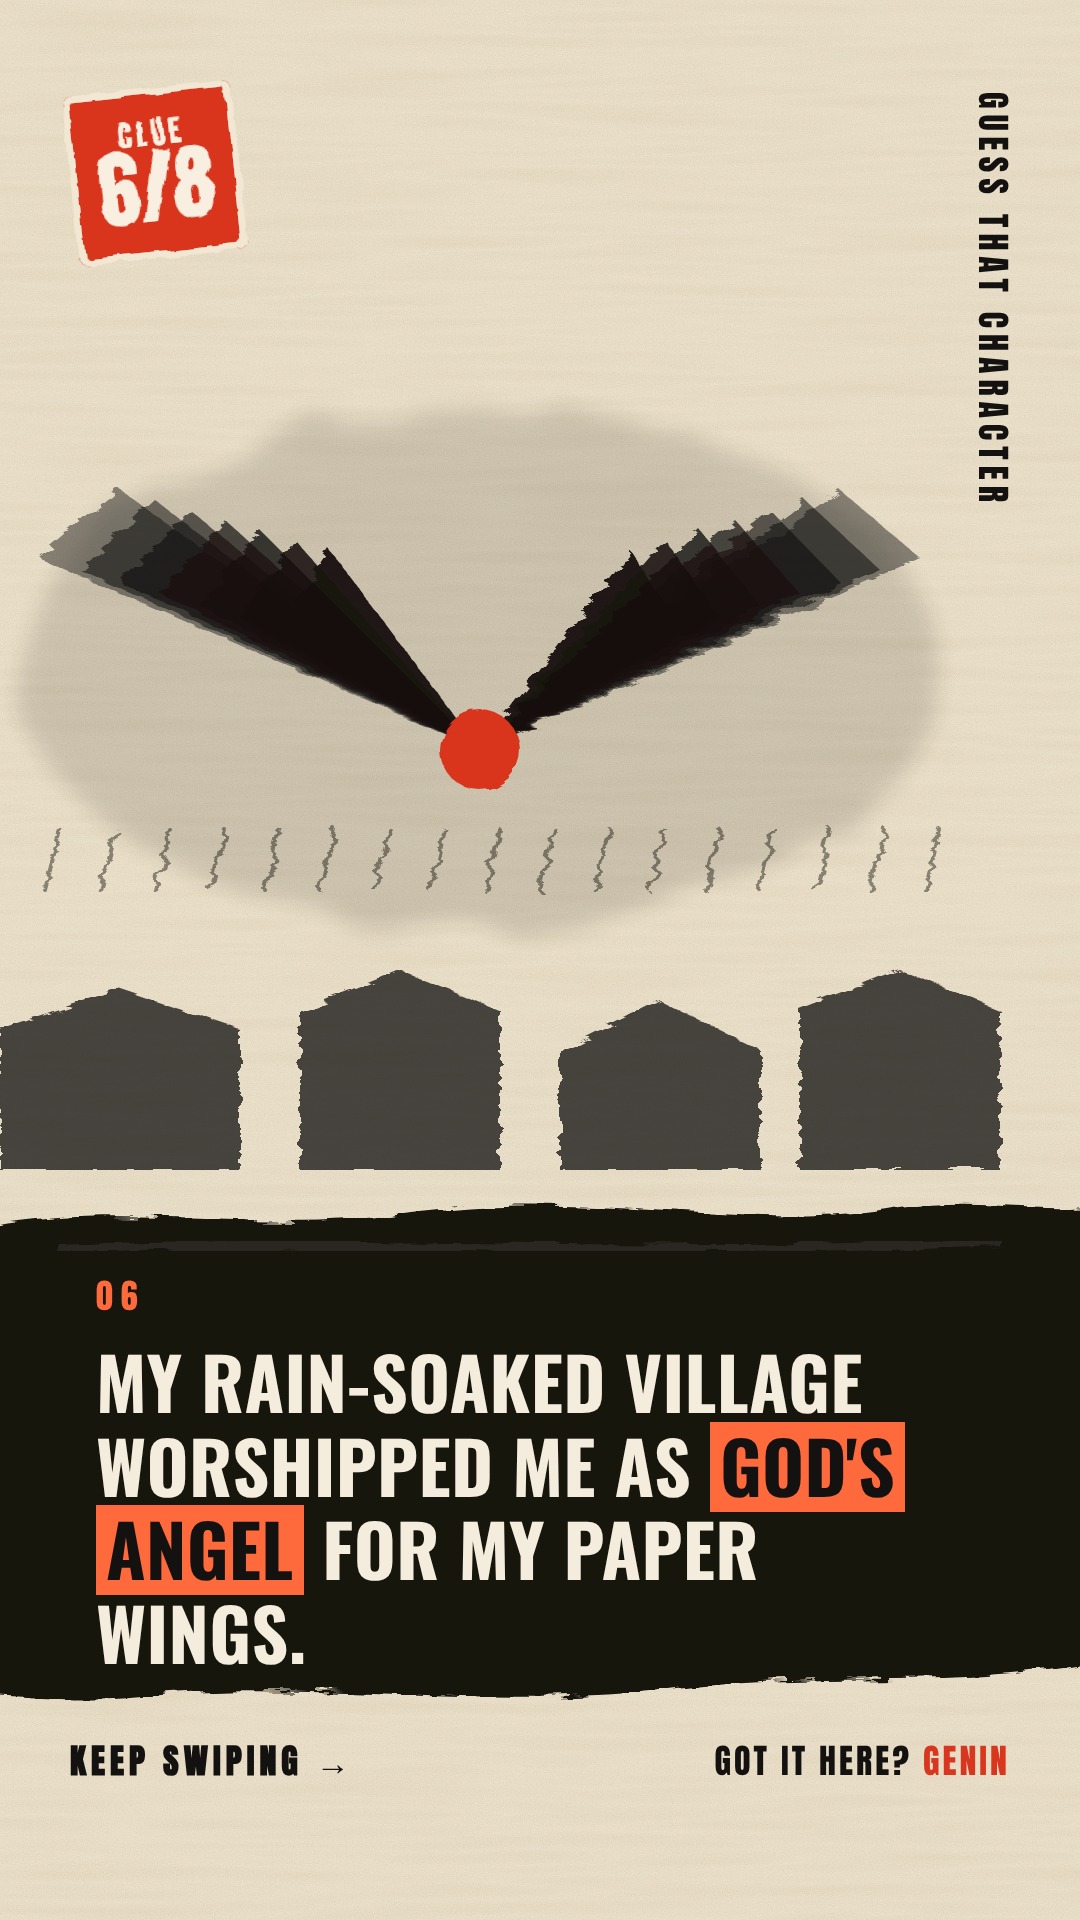 CLUE
6/8
GUESS THAT CHARACTER
06
MY RAIN-SOAKED VILLAGE
WORSHIPPED ME AS GOD'S
ANGEL FOR MY PAPER
WINGS.
KEEP SWIPING →
GOT IT HERE? GENIN